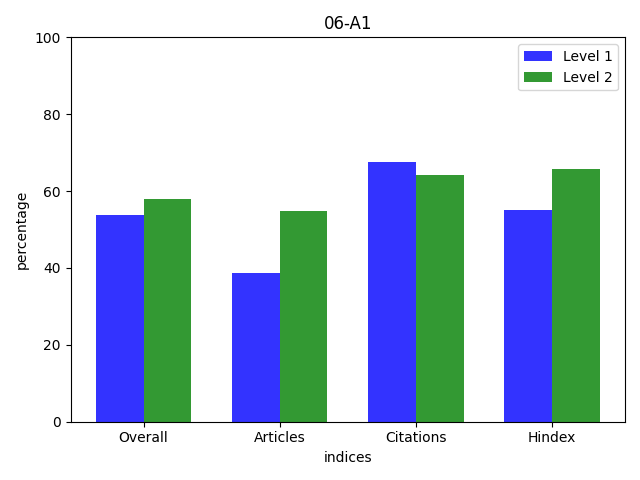 06-A1
100
80
60
40
20
0
percentage
Level 1
Level 2
Overall Articles Citations Hindex
indices